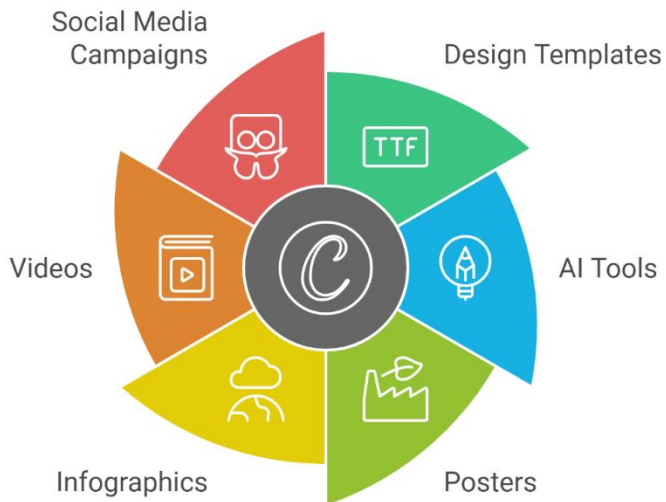 Social Media
Campaigns
Design Templates
TTF
Videos
C
AI Tools
Infographics
Posters